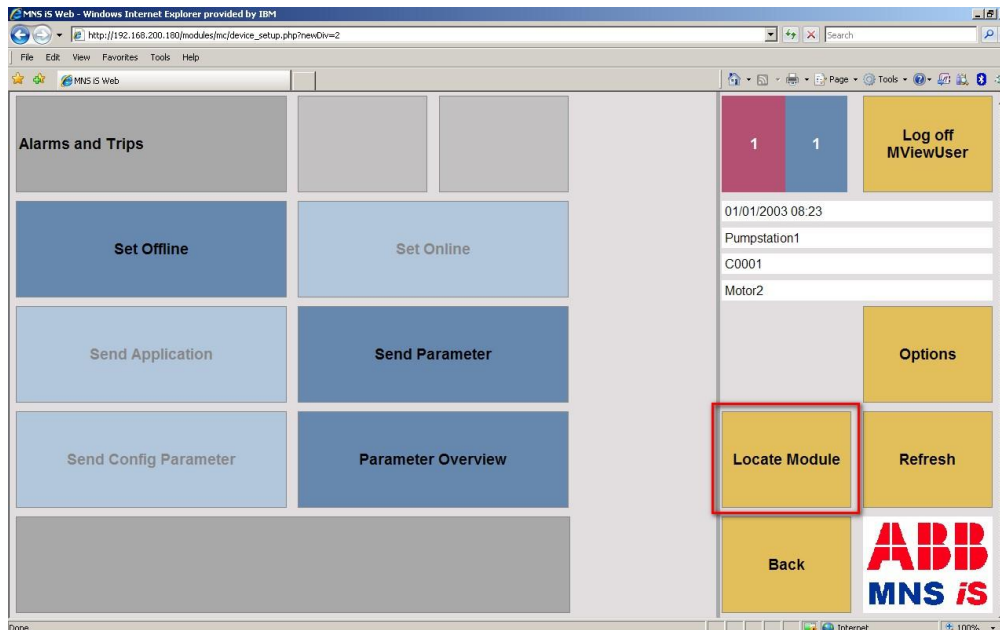 MNS iS Web - Windows Internet Explorer provided by IBM
http://192.168.200.180/modules/mc/device_setup.php?newDiv=2
Search
File Edit View Favorites Tools Help
MNS iS Web
Page
Tools
Alarms and Trips
1 1
Log off
MViewUser
01/01/2003 08:23
Pumpstation1
C0001
Motor2
Set Offline
Set Online
Send Application
Send Parameter
Options
Send Config Parameter
Parameter Overview
Locate Module
Refresh
Back
ABB
MNS iS
Done
Internet
100%